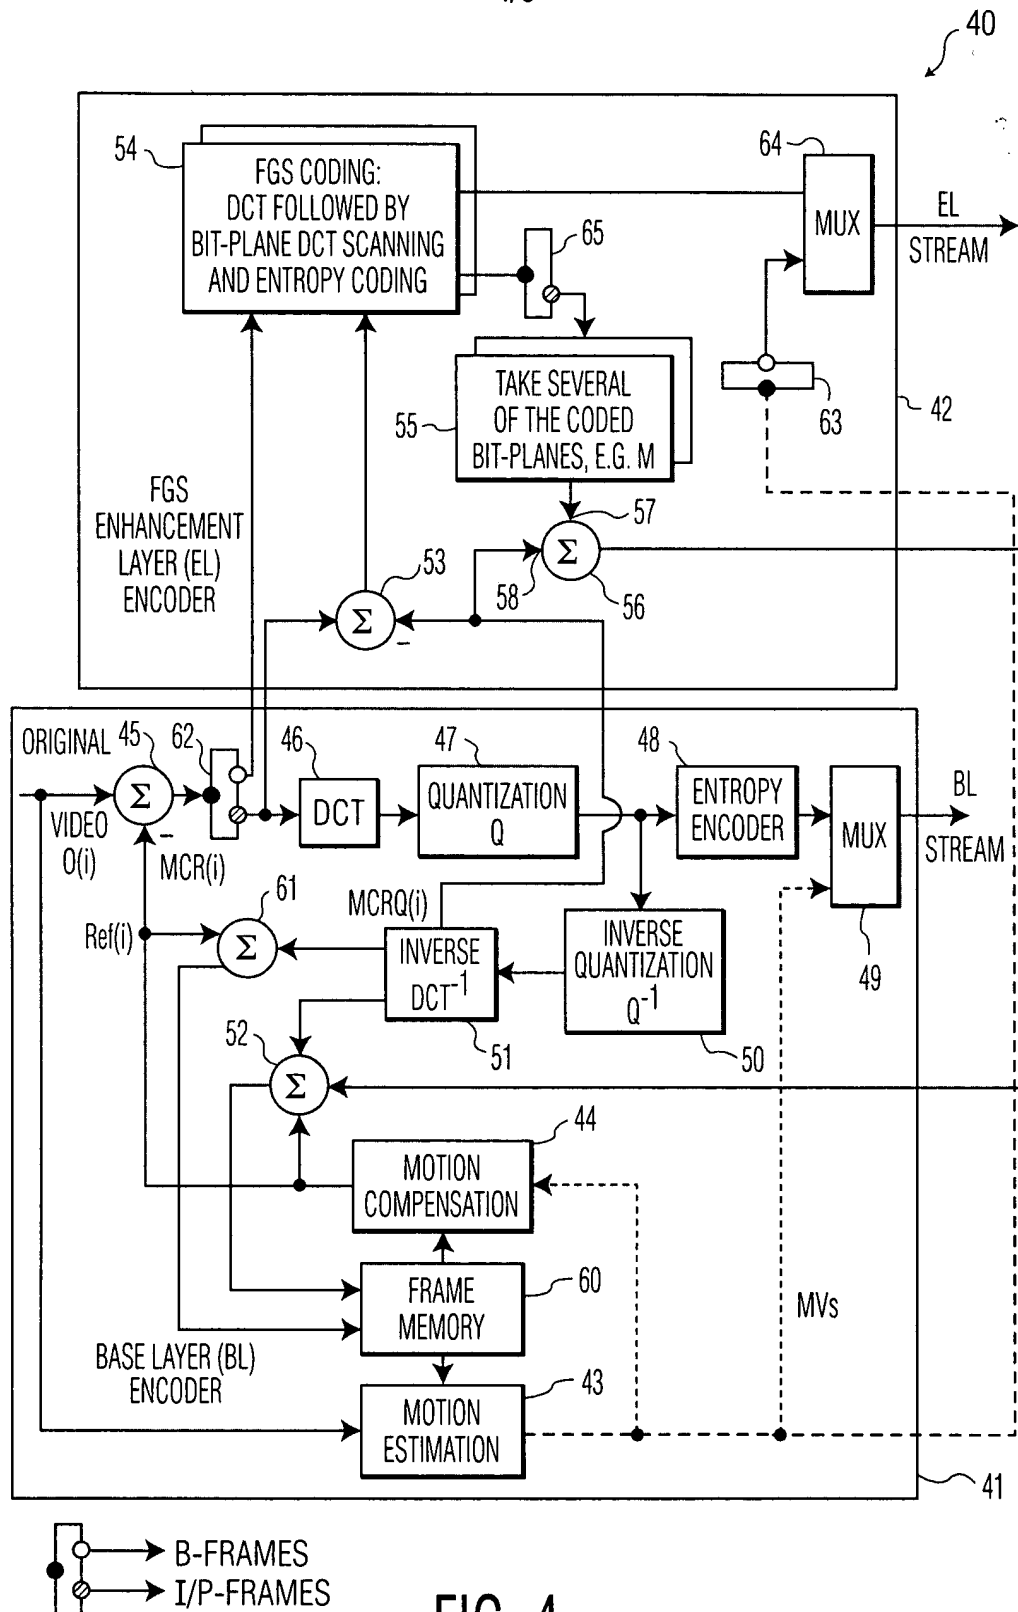 40
54
FGS CODING:
DCT FOLLOWED BY
BIT-PLANE DCT SCANNING
AND ENTROPY CODING
64
MUX
EL
STREAM
65
TAKE SEVERAL
OF THE CODED
BIT-PLANES, E.G. M
55
63
42
FGS
ENHANCEMENT
LAYER (EL)
ENCODER
57
Σ
58
56
53
Σ
–
ORIGINAL
45
Σ
–
VIDEO
O(i)
MCR(i)
62
46
DCT
47
QUANTIZATION
Q
48
ENTROPY
ENCODER
MUX
49
BL
STREAM
Ref(i)
61
Σ
MCRQ(i)
INVERSE
DCT-1
51
INVERSE
QUANTIZATION
Q-1
50
52
Σ
44
MOTION
COMPENSATION
FRAME
MEMORY
60
MVs
BASE LAYER (BL)
ENCODER
43
MOTION
ESTIMATION
41
B-FRAMES
I/P-FRAMES